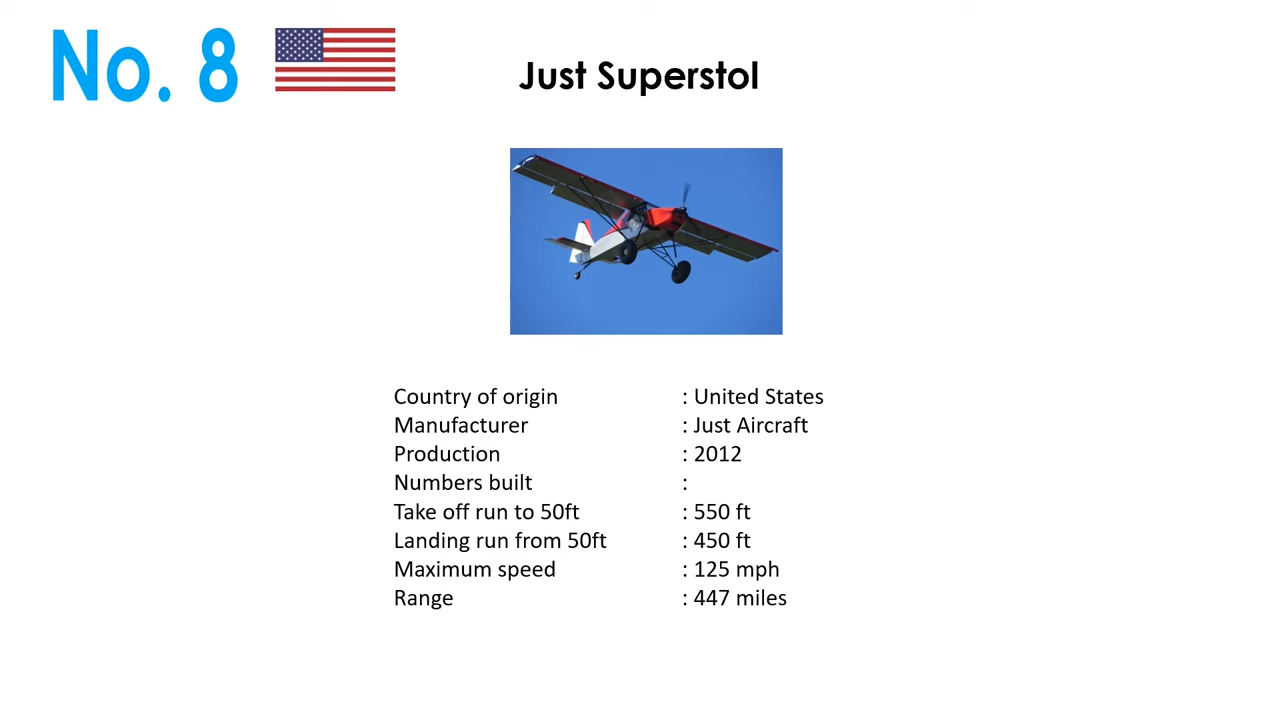 No. 8
Just Superstol
Country of origin : United States
Manufacturer : Just Aircraft
Production : 2012
Numbers built :
Take off run to 50ft : 550 ft
Landing run from 50ft : 450 ft
Maximum speed : 125 mph
Range : 447 miles